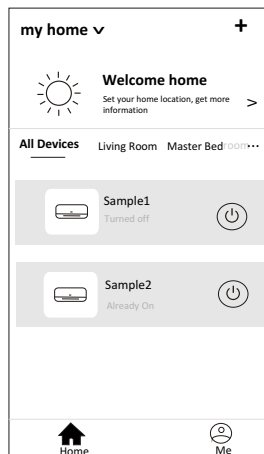 my home
Welcome home
Set your home location, get more
information
All Devices Living Room Master Bedroom
Sample1
Turned off
Sample2
Already On
Home Me